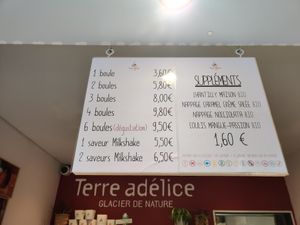 1 boule 3,60€
2 boules 5,80€
3 boules 8,00€
4 boules 9,80€
6 boules (dégustation) 9,50€
1 saveur Milkshake 5,50€
2 saveurs Milkshake 6,50€
SUPPLÉMENTS
CHANTILLY MAISON BIO
NAPPAGE CARAMEL CRÈME SALÉE BIO
NAPPAGE NOCCIOLATA BIO
COULIS MANGUE-PASSION BIO
1,60 €
Terre adélice
GLACIER DE NATURE